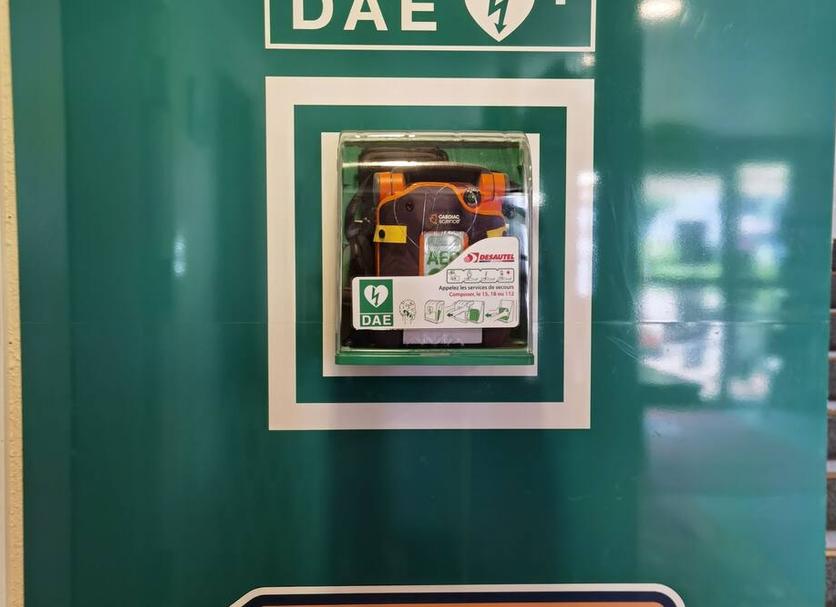 DAE
CARDIAC
science
AED
DESAUTEL
Appelez les services de secours
Composer, le 15, 18 ou 112
DAE